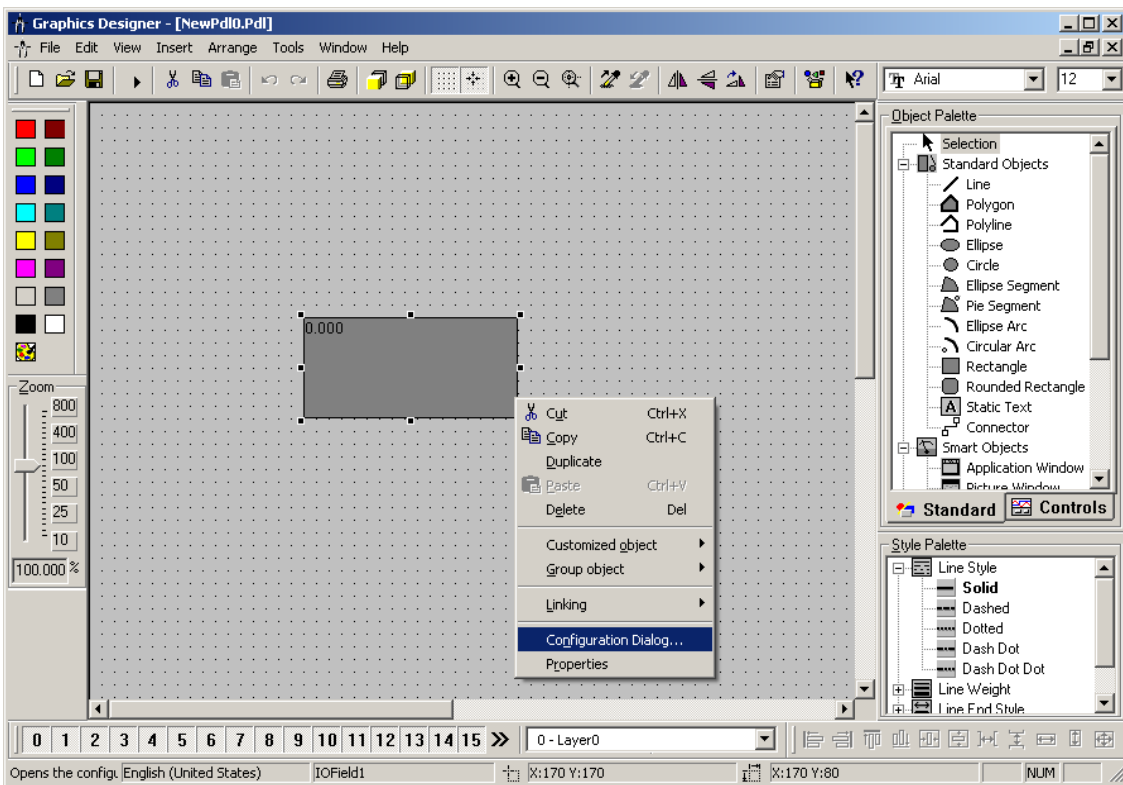 Graphics Designer - [NewPdl0.Pdl]
File Edit View Insert Arrange Tools Window Help
Arial 12
Object Palette
Selection
Standard Objects
Line
Polygon
Polyline
Ellipse
Circle
Ellipse Segment
Pie Segment
Ellipse Arc
Circular Arc
Rectangle
Rounded Rectangle
A Static Text
Connector
Smart Objects
Application Window
Picture Window
Standard Controls
0.000
Cut Ctrl+X
Copy Ctrl+C
Duplicate
Paste Ctrl+V
Delete Del
Customized object
Group object
Linking
Configuration Dialog...
Properties
Zoom
800
400
100
50
25
10
100.000 %
Style Palette
Line Style
Solid
Dashed
Dotted
Dash Dot
Dash Dot Dot
Line Weight
Line End Style
0 1 2 3 4 5 6 7 8 9 10 11 12 13 14 15 0 - Layer0
Opens the configu English (United States) IOField1 X:170 Y:170 X:170 Y:80 NUM